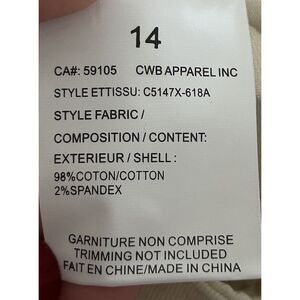 14
CA#: 59105 CWB APPAREL INC
STYLE ETTISSU: C5147X-618A
STYLE FABRIC /
COMPOSITION / CONTENT:
EXTERIEUR / SHELL :
98%COTON/COTTON
2%SPANDEX
GARNITURE NON COMPRISE
TRIMMING NOT INCLUDED
FAIT EN CHINE/MADE IN CHINA